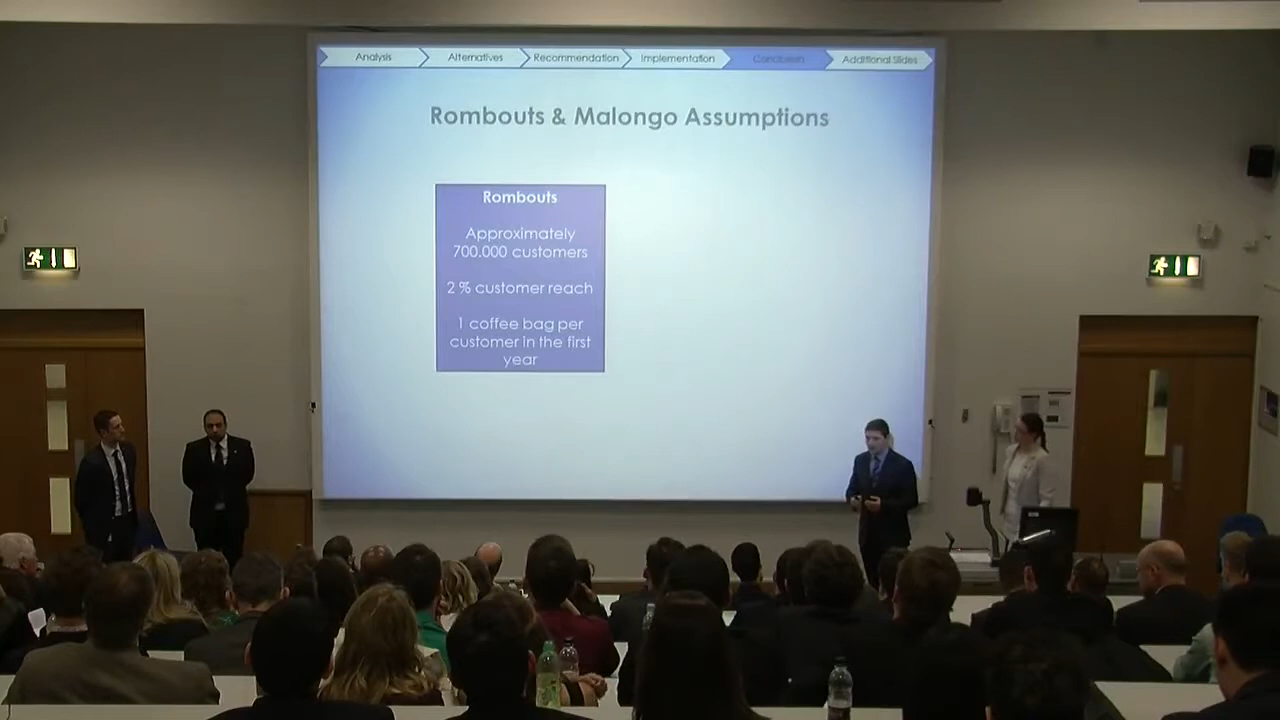 Analysis
Alternatives
Recommendation
Implementation
Conclusion
Additional Slides
Rombouts & Malongo Assumptions
Rombouts
Approximately
700.000 customers
2 % customer reach
1 coffee bag per
customer in the first
year